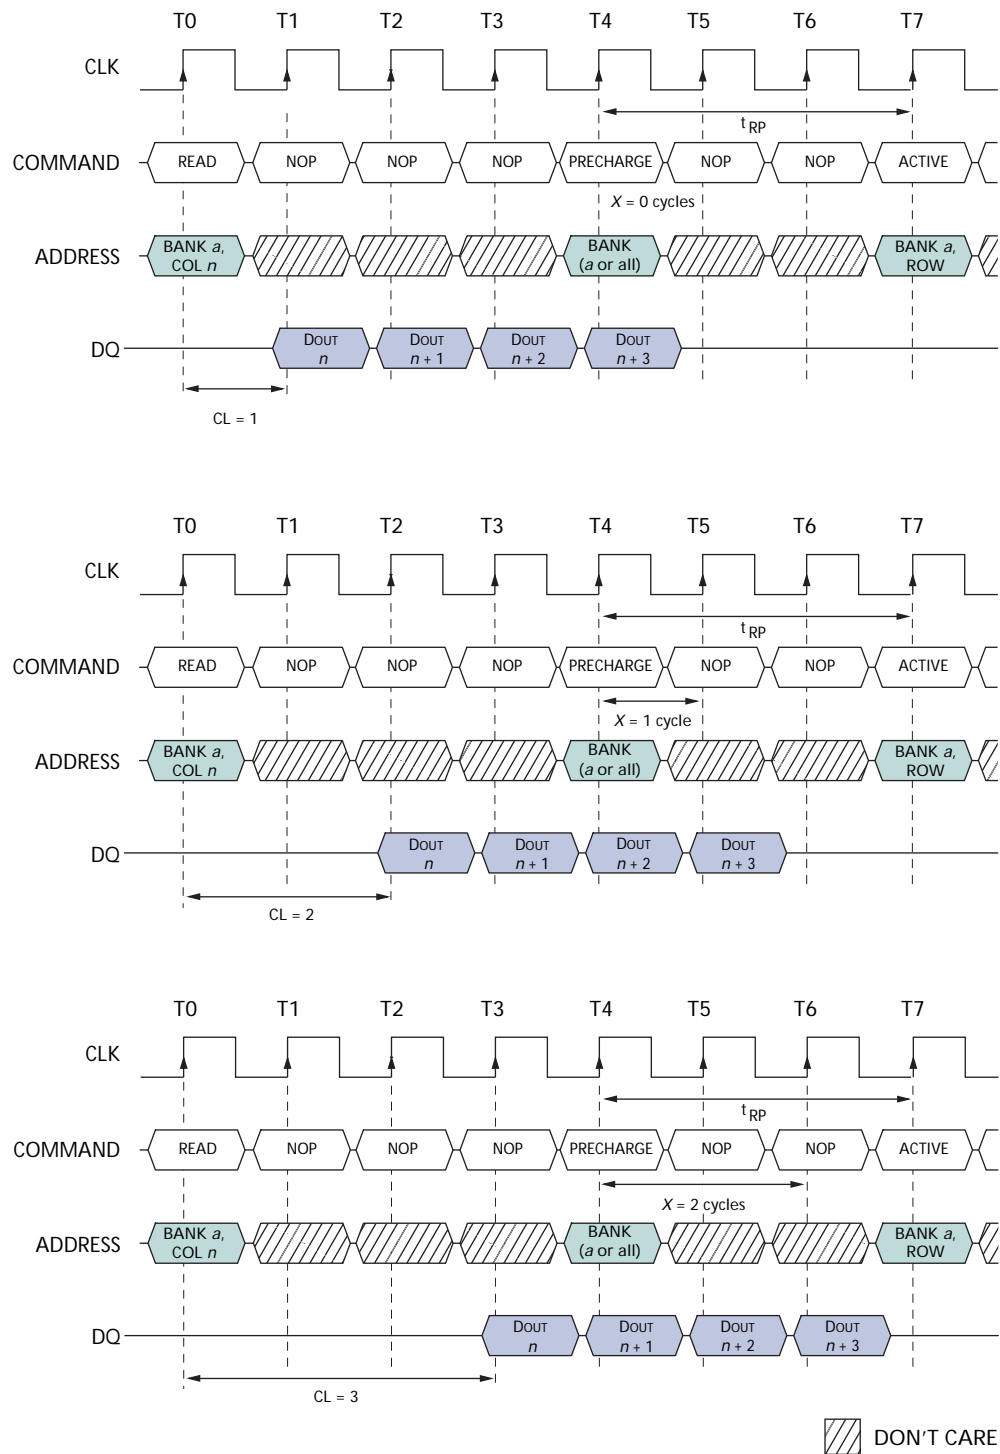 T0 T1 T2 T3 T4 T5 T6 T7
CLK
t RP
COMMAND READ NOP NOP NOP PRECHARGE NOP NOP ACTIVE
X = 0 cycles
ADDRESS BANK a, COL n BANK (a or all) BANK a, ROW
DQ DOUT n DOUT n + 1 DOUT n + 2 DOUT n + 3
CL = 1
T0 T1 T2 T3 T4 T5 T6 T7
CLK
t RP
COMMAND READ NOP NOP NOP PRECHARGE NOP NOP ACTIVE
X = 1 cycle
ADDRESS BANK a, COL n BANK (a or all) BANK a, ROW
DQ DOUT n DOUT n + 1 DOUT n + 2 DOUT n + 3
CL = 2
T0 T1 T2 T3 T4 T5 T6 T7
CLK
t RP
COMMAND READ NOP NOP NOP PRECHARGE NOP NOP ACTIVE
X = 2 cycles
ADDRESS BANK a, COL n BANK (a or all) BANK a, ROW
DQ DOUT n DOUT n + 1 DOUT n + 2 DOUT n + 3
CL = 3
DON'T CARE